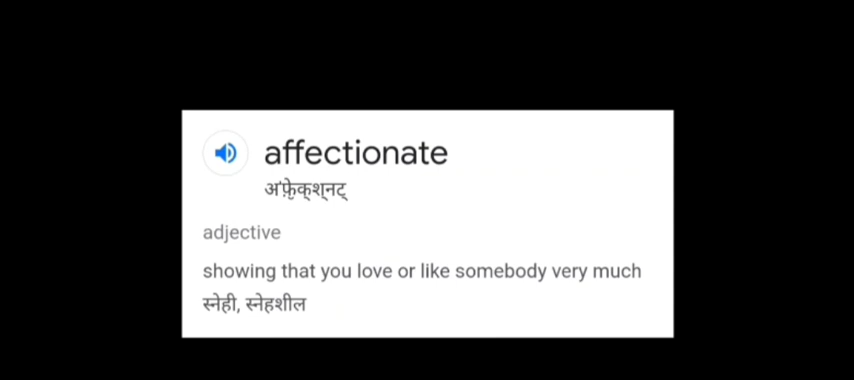 affectionate
अ'फ़ेक्श्नट्
adjective
showing that you love or like somebody very much
स्नेही, स्नेहशील